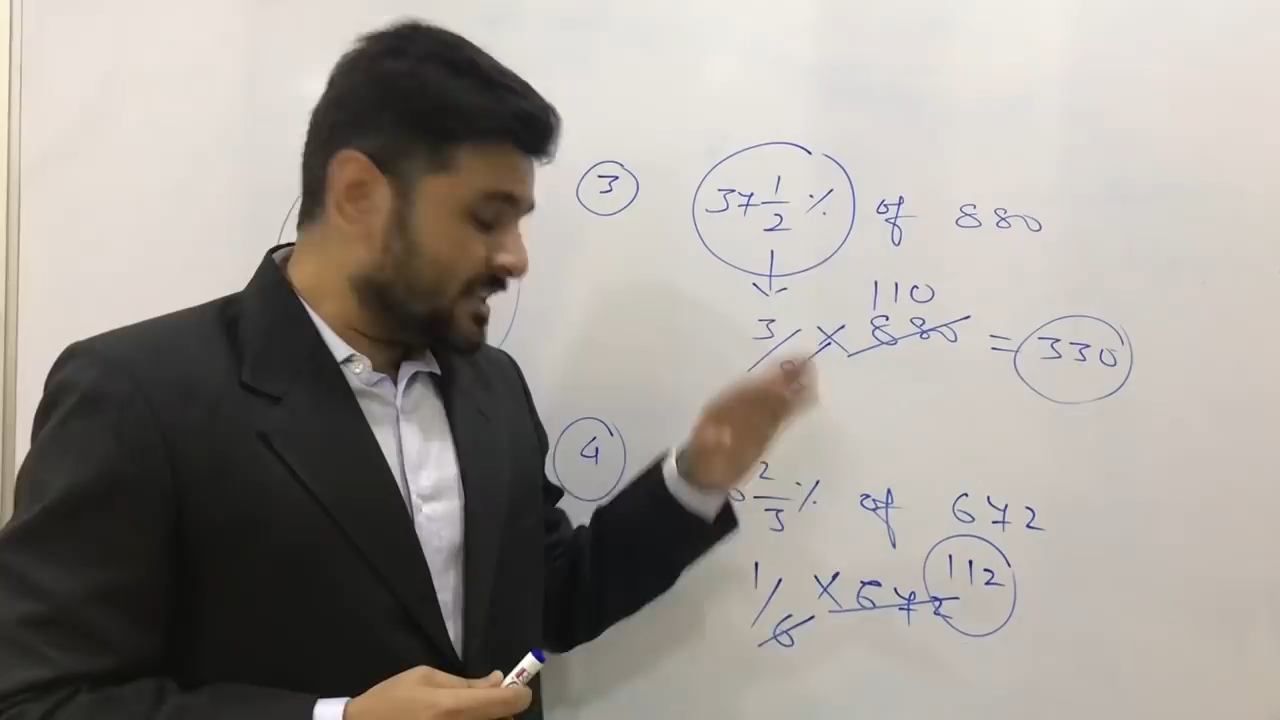 3 37 1/2 % of 880
110
3/8 × 880 = 330
4 2/3 % of 672
112
1/6 × 672